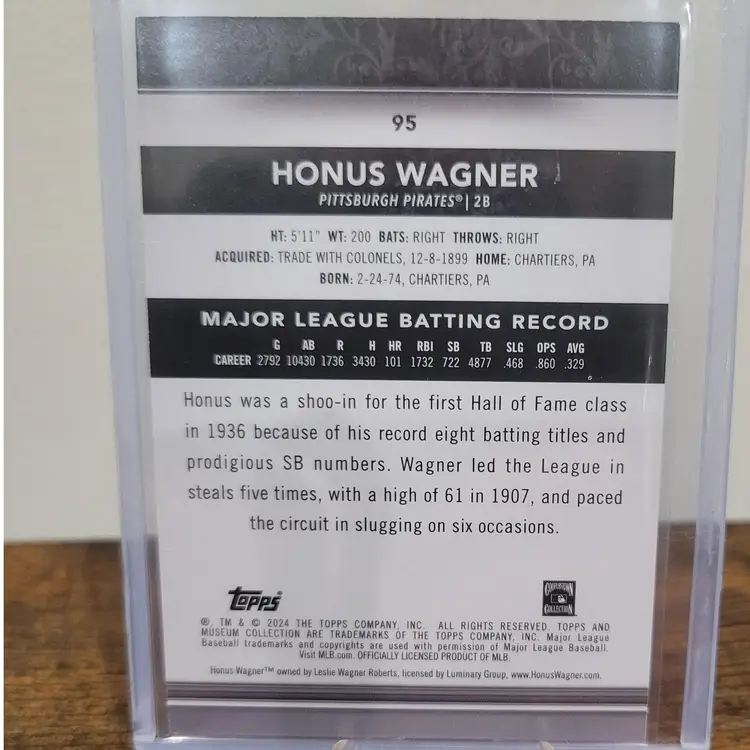 95
HONUS WAGNER
PITTSBURGH PIRATES® | 2B
HT: 5'11" WT: 200 BATS: RIGHT THROWS: RIGHT
ACQUIRED: TRADE WITH COLONELS, 12-8-1899 HOME: CHARTIERS, PA
BORN: 2-24-74, CHARTIERS, PA
MAJOR LEAGUE BATTING RECORD
G AB R H HR RBI SB TB SLG OPS AVG
CAREER 2792 10430 1736 3430 101 1732 722 4877 .468 .860 .329
Honus was a shoo-in for the first Hall of Fame class
in 1936 because of his record eight batting titles and
prodigious SB numbers. Wagner led the League in
steals five times, with a high of 61 in 1907, and paced
the circuit in slugging on six occasions.
Topps
COOPERSTOWN
COLLECTION
®, TM & © 2024 THE TOPPS COMPANY, INC. ALL RIGHTS RESERVED. TOPPS AND
MUSEUM COLLECTION ARE TRADEMARKS OF THE TOPPS COMPANY, INC. Major League
Baseball trademarks and copyrights are used with permission of Major League Baseball.
Visit MLB.com. OFFICIALLY LICENSED PRODUCT OF MLB.
Honus Wagner™ owned by Leslie Wagner Roberts, licensed by Luminary Group, www.HonusWagner.com.